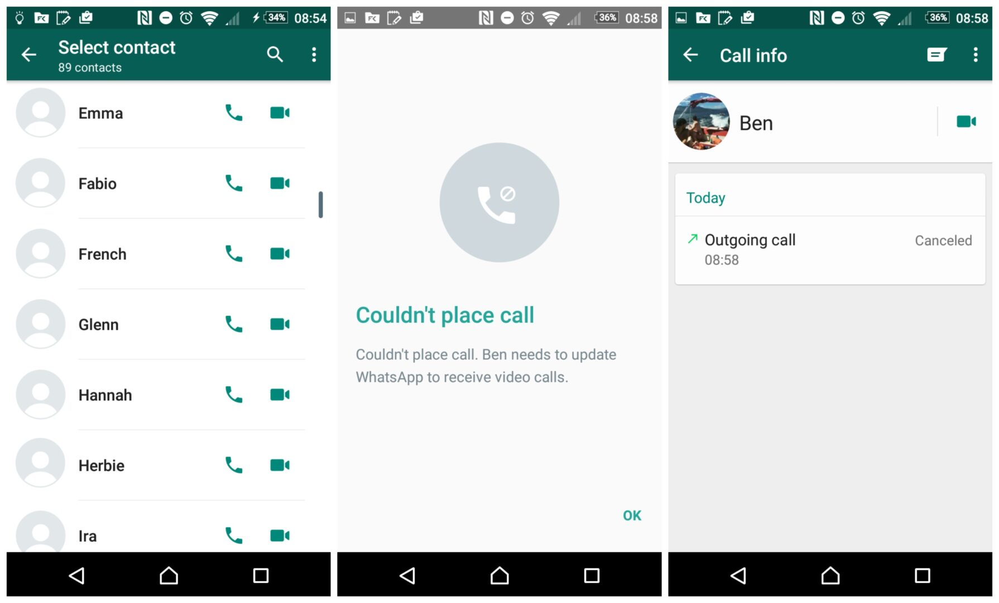 34% 08:54
Select contact
89 contacts
Emma
Fabio
French
Glenn
Hannah
Herbie
Ira
36% 08:58
Couldn't place call
Couldn't place call. Ben needs to update
WhatsApp to receive video calls.
OK
36% 08:58
Call info
Ben
Today
Outgoing call
Canceled
08:58